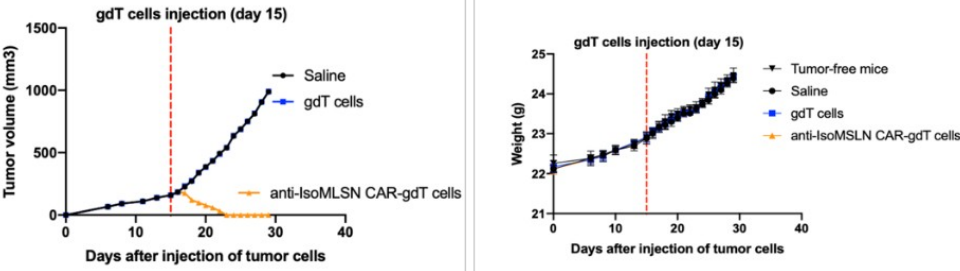 gdT cells injection (day 15)
Tumor volume (mm3)
1500
1000
500
0
0 10 20 30 40
Days after injection of tumor cells
Saline
gdT cells
anti-IsoMLSN CAR-gdT cells
gdT cells injection (day 15)
Weight (g)
25
24
23
22
21
0 10 20 30 40
Days after injection of tumor cells
Tumor-free mice
Saline
gdT cells
anti-IsoMSLN CAR-gdT cells